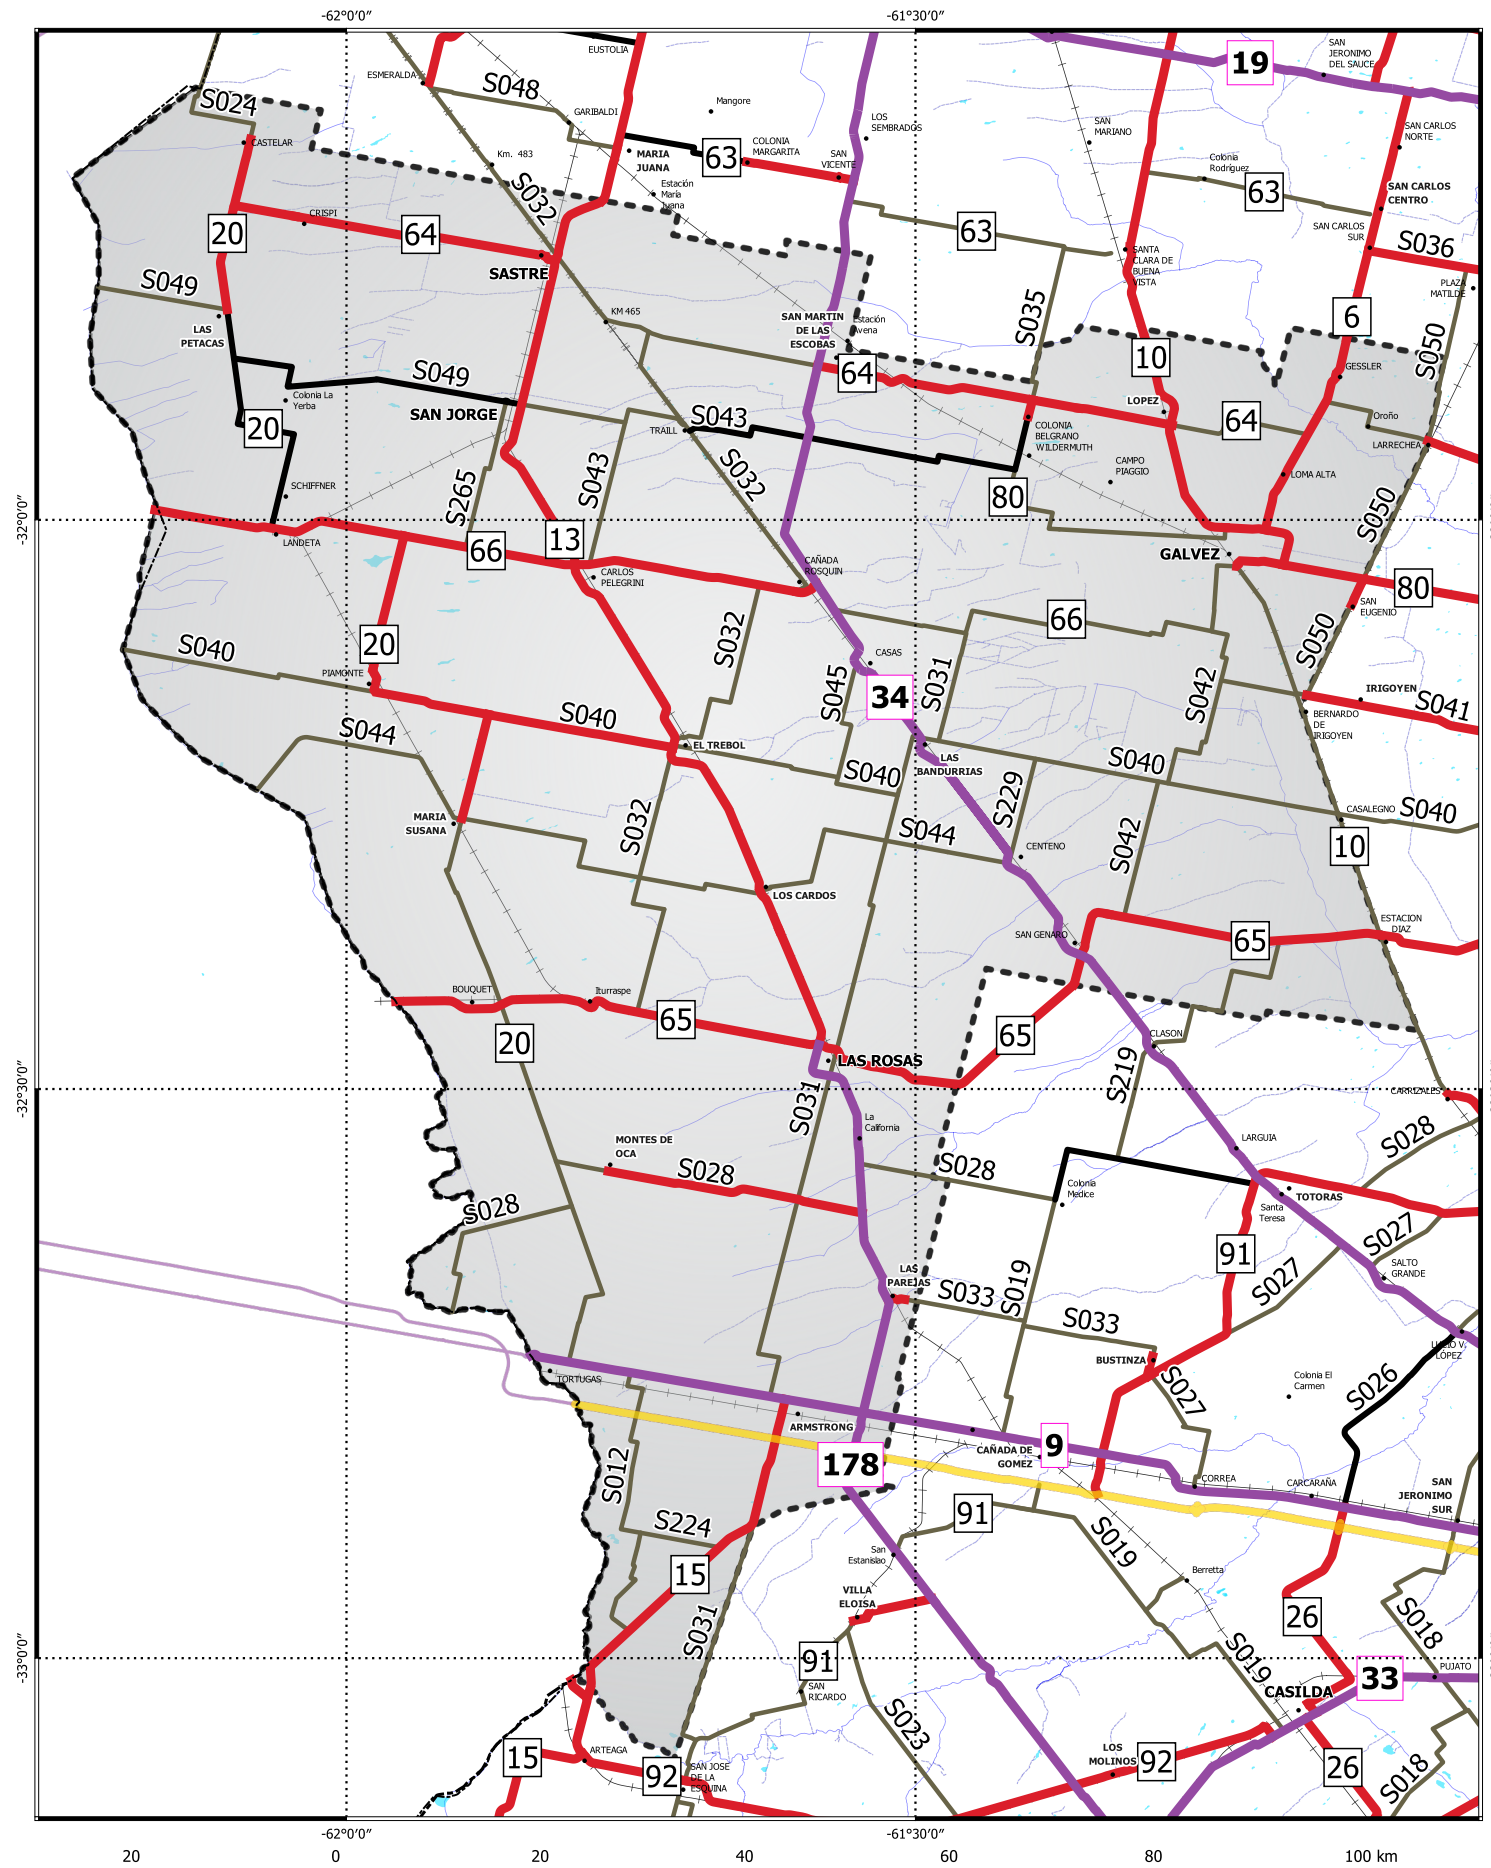 -62°0′0″
-61°30′0″
EUSTOLIA
19
SAN
JERONIMO
DEL SAUCE
ESMERALDA
S048
S024
GARIBALDI
Mangore
LOS
SEMBRADOS
SAN
MARIANO
SAN CARLOS
NORTE
CASTELAR
Km. 483
MARIA
JUANA
63
COLONIA
MARGARITA
SAN
VICENTE
Colonia
Rodríguez
63
SAN CARLOS
CENTRO
S032
Estación
María
Juana
CRISPI
20
64
63
SAN CARLOS
SUR
S036
SASTRE
SANTA
CLARA DE
BUENA
VISTA
S049
PLAZA
MATILDE
LAS
PETACAS
KM 465
SAN MARTIN
DE LAS
ESCOBAS
Estación
Avena
S035
6
10
S050
S049
64
GESSLER
Colonia La
Yerba
SAN JORGE
LOPEZ
20
S043
TRAILL
COLONIA
BELGRANO
WILDERMUTH
64
Oroño
LARRECHEA
CAMPO
PIAGGIO
LOMA ALTA
S265
S043
S032
SCHIFFNER
80
S050
-32°0′0″
LANDETA
66
13
GALVEZ
CARLOS
PELEGRINI
CAÑADA
ROSQUIN
80
SAN
EUGENIO
66
20
S032
S050
S040
CASAS
PIAMONTE
S045
34
S031
S042
IRIGOYEN
S041
BERNARDO
DE
IRIGOYEN
S040
S044
EL TREBOL
S040
LAS
BANDURRIAS
S040
S229
MARIA
SUSANA
S032
S044
S042
CASALEGNO
S040
10
CENTENO
LOS CARDOS
SAN GENARO
65
ESTACION
DIAZ
BOUQUET
Iturraspe
65
65
20
CLASON
LAS ROSAS
-32°30′0″
S219
CARRIZALES
S031
La
California
MONTES DE
OCA
S028
S028
S028
S028
LARGUIA
Colonia
Medice
TOTORAS
Santa
Teresa
91
S027
SALTO
GRANDE
LAS
PAREJAS
S033
S019
S033
S027
LUCIO V.
LÓPEZ
BUSTINZA
TORTUGAS
S027
Colonia El
Carmen
S026
ARMSTRONG
178
CAÑADA DE
GOMEZ
9
CORREA
CARCARAÑA
SAN
JERONIMO
SUR
S012
S224
91
S019
San
Estanislao
15
VILLA
ELOISA
Berretta
26
S018
S031
-33°0′0″
91
SAN
RICARDO
S019
33
PUJATO
CASILDA
S023
15
ARTEAGA
92
SAN JOSE
DE LA
ESQUINA
LOS
MOLINOS
92
26
S018
-62°0′0″
-61°30′0″
20
0
20
40
60
80
100 km